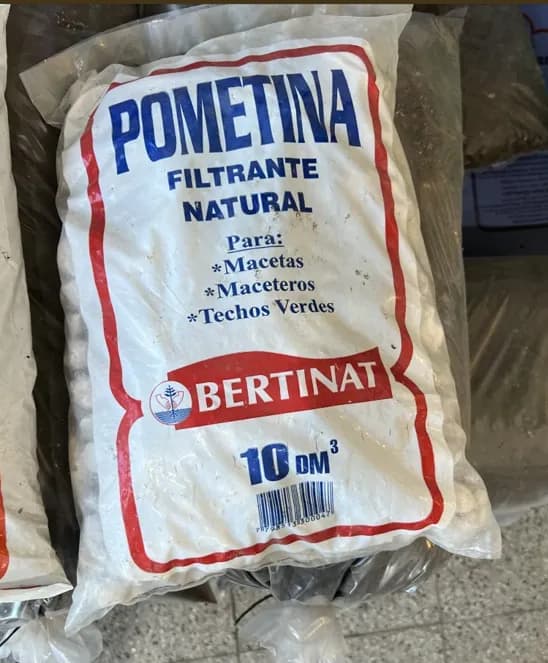 POMETINA
FILTRANTE
NATURAL
Para:
*Macetas
*Maceteros
*Techos Verdes
BERTINAT
10 DM³